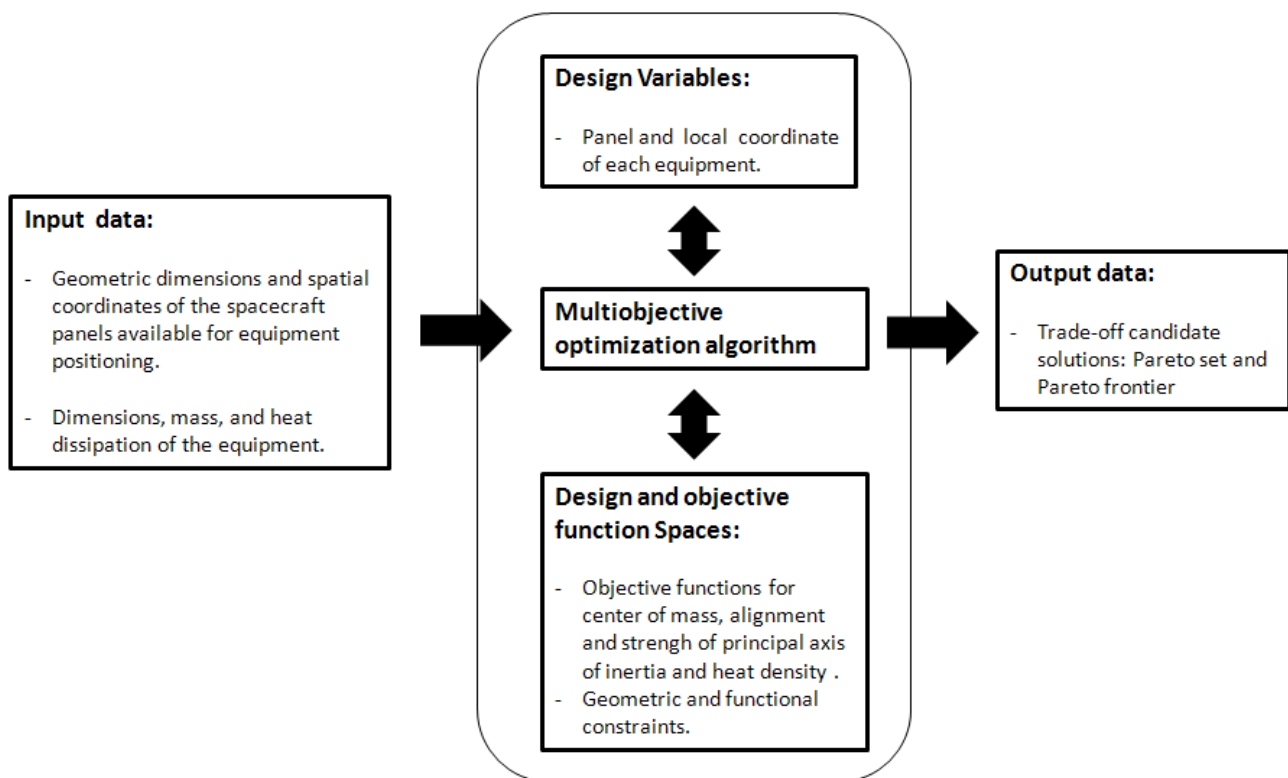 Input data:
- Geometric dimensions and spatial
coordinates of the spacecraft
panels available for equipment
positioning.
- Dimensions, mass, and heat
dissipation of the equipment.
Design Variables:
- Panel and local coordinate
of each equipment.
Multiobjective
optimization algorithm
Design and objective
function Spaces:
- Objective functions for
center of mass, alignment
and strengh of principal axis
of inertia and heat density .
- Geometric and functional
constraints.
Output data:
- Trade-off candidate
solutions: Pareto set and
Pareto frontier